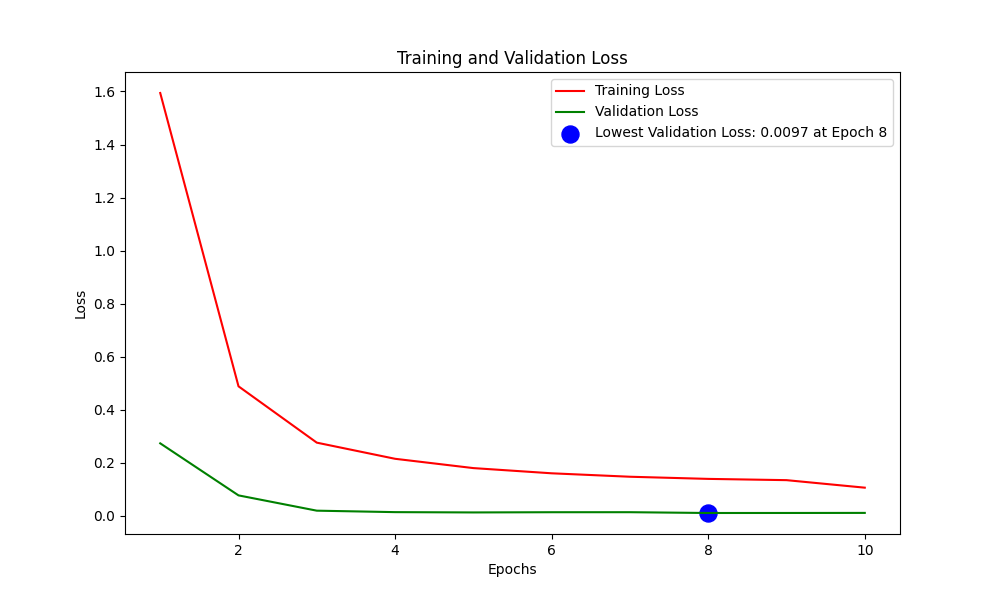 Training and Validation Loss
Training Loss
Validation Loss
Lowest Validation Loss: 0.0097 at Epoch 8
1.6
1.4
1.2
1.0
0.8
0.6
0.4
0.2
0.0
Loss
2 4 6 8 10
Epochs